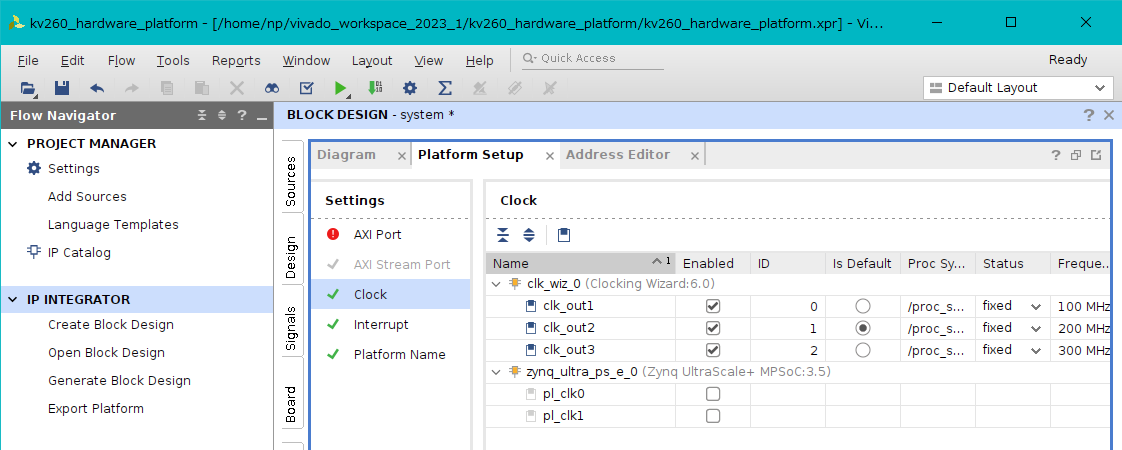 kv260_hardware_platform - [/home/np/vivado_workspace_2023_1/kv260_hardware_platform/kv260_hardware_platform.xpr] - Vi...
File Edit Flow Tools Reports Window Layout View Help Quick Access Ready
Default Layout
Flow Navigator
PROJECT MANAGER
Settings
Add Sources
Language Templates
IP Catalog
IP INTEGRATOR
Create Block Design
Open Block Design
Generate Block Design
Export Platform
BLOCK DESIGN - system *
Sources
Design
Signals
Board
Diagram Platform Setup Address Editor
Settings
AXI Port
AXI Stream Port
Clock
Interrupt
Platform Name
Clock
Name 1 Enabled ID Is Default Proc Sy... Status Freque...
clk_wiz_0 (Clocking Wizard:6.0)
clk_out1 0 /proc_s... fixed 100 MHz
clk_out2 1 /proc_s... fixed 200 MHz
clk_out3 2 /proc_s... fixed 300 MHz
zynq_ultra_ps_e_0 (Zynq UltraScale+ MPSoC:3.5)
pl_clk0
pl_clk1